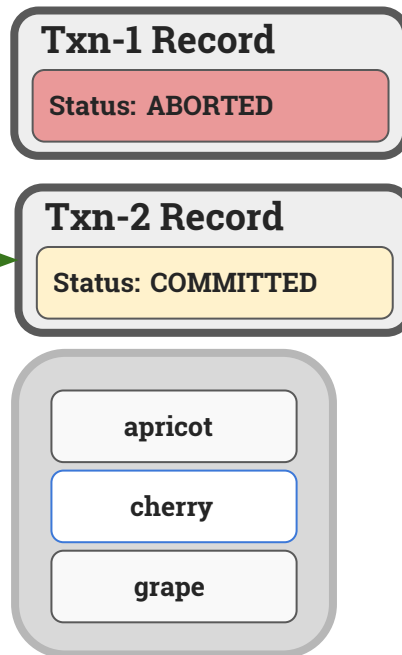 Txn-1 Record
Status: ABORTED
Txn-2 Record
Status: COMMITTED
apricot
cherry
grape